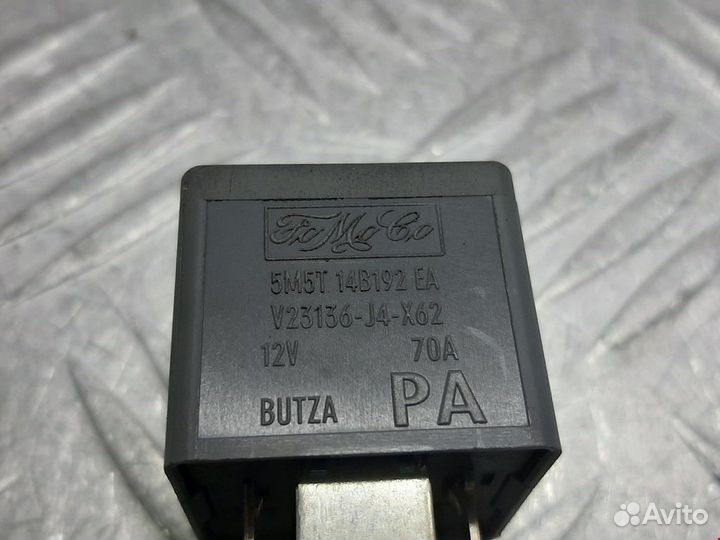 FoMoCo
5M5T 14B192 EA
V23136-J4-X62
12V 70A
BUTZA PA
Avito